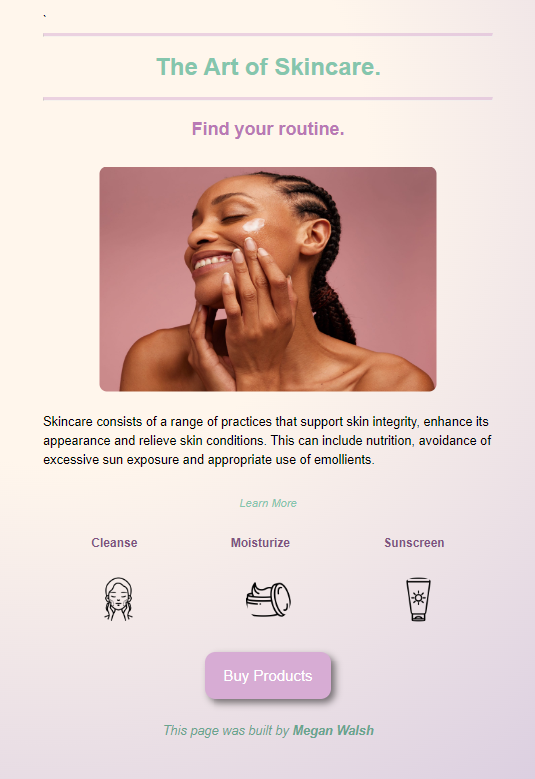 `
The Art of Skincare.
Find your routine.
Skincare consists of a range of practices that support skin integrity, enhance its
appearance and relieve skin conditions. This can include nutrition, avoidance of
excessive sun exposure and appropriate use of emollients.
Learn More
Cleanse Moisturize Sunscreen
Buy Products
This page was built by Megan Walsh